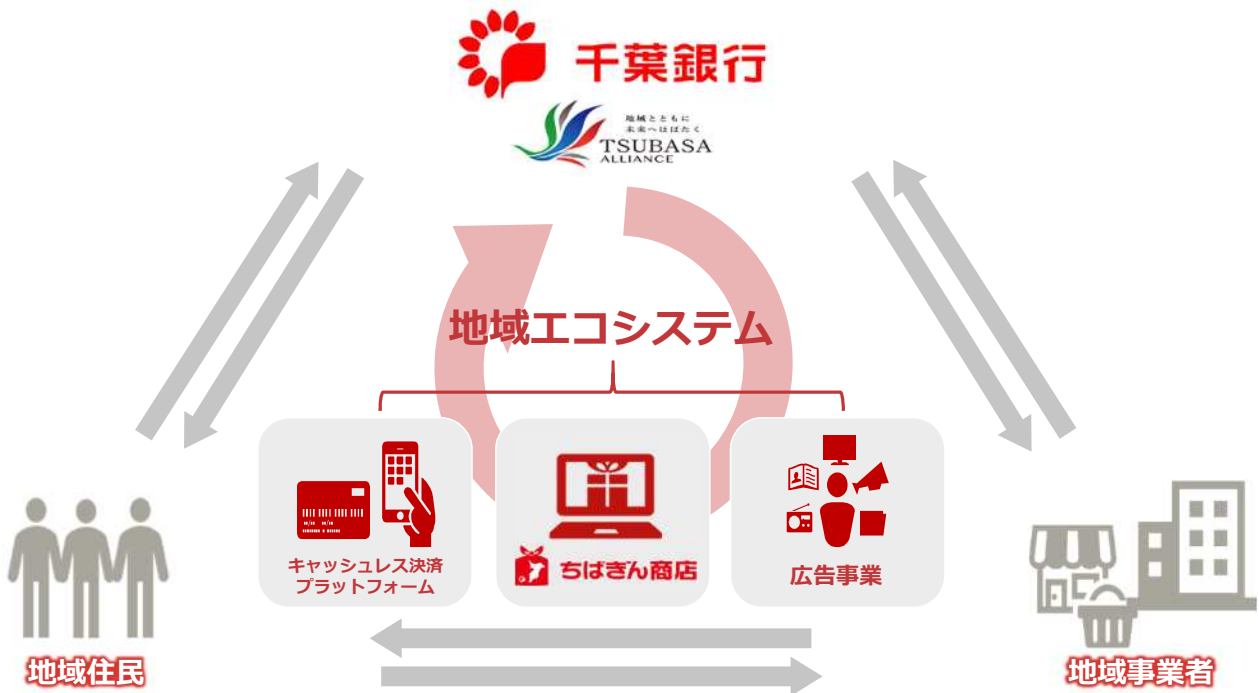 千葉銀行
地域とともに
未来へはばたく
TSUBASA
ALLIANCE
地域エコシステム
キャッシュレス決済
プラットフォーム
ちばぎん商店
広告事業
地域住民
地域事業者